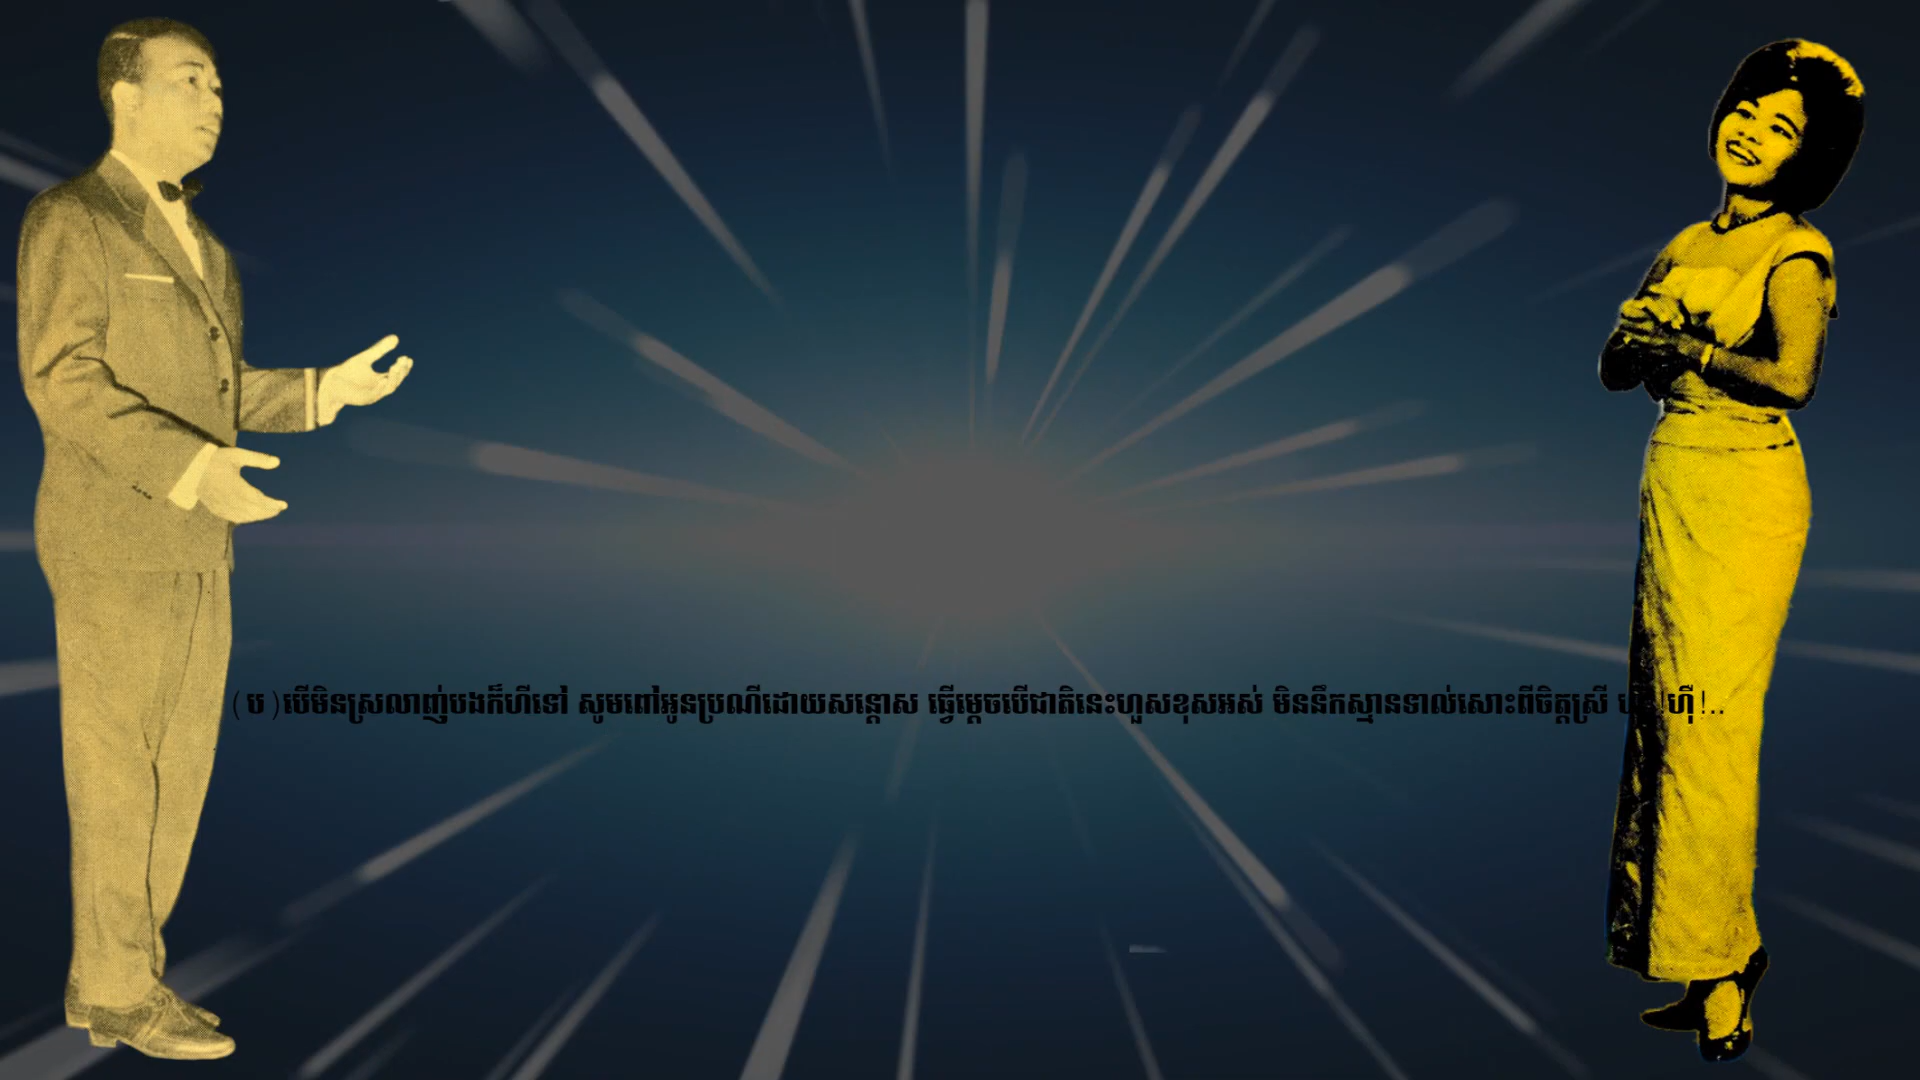 (ប)បើមិនស្រលាញ់បងក៏ហីទៅ សូមពៅអូនប្រណីដោយសន្តោស ធ្វើម្ដេចបើជាតិនេះហួសខុសអស់ មិននឹកស្មានទាល់សោះពីចិត្តស្រី ហ៊ឺ!..